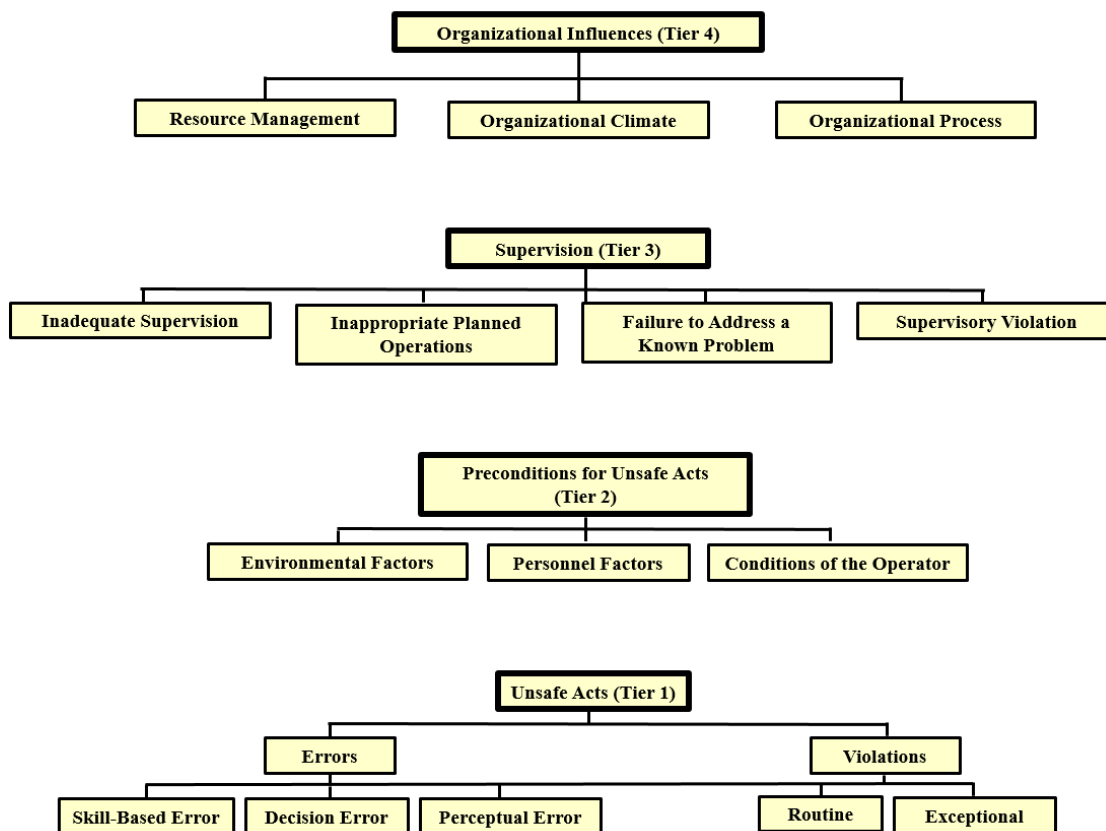 Organizational Influences (Tier 4)
Resource Management
Organizational Climate
Organizational Process
Supervision (Tier 3)
Inadequate Supervision
Inappropriate Planned
Operations
Failure to Address a
Known Problem
Supervisory Violation
Preconditions for Unsafe Acts
(Tier 2)
Environmental Factors
Personnel Factors
Conditions of the Operator
Unsafe Acts (Tier 1)
Errors
Violations
Skill-Based Error
Decision Error
Perceptual Error
Routine
Exceptional